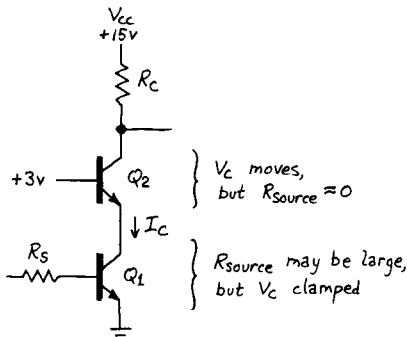 Vcc
+15v
Rc
+3v
Q2
Vc moves,
but Rsource ≈ 0
Ic
Rs
Q1
Rsource may be large,
but Vc clamped